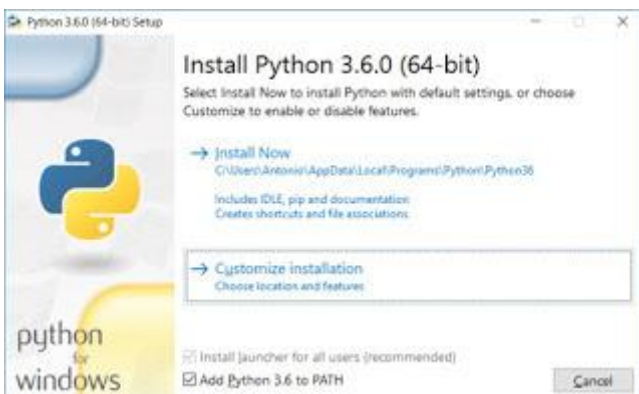 Python 3.6.0 (64-bit) Setup
Install Python 3.6.0 (64-bit)
Select Install Now to install Python with default settings, or choose
Customize to enable or disable features.
Install Now
C:\Users\Antonio\AppData\Local\Programs\Python\Python36
Includes IDLE, pip and documentation
Creates shortcuts and file associations
Customize installation
Choose location and features
python
for
windows
Install launcher for all users (recommended)
Add Python 3.6 to PATH
Cancel